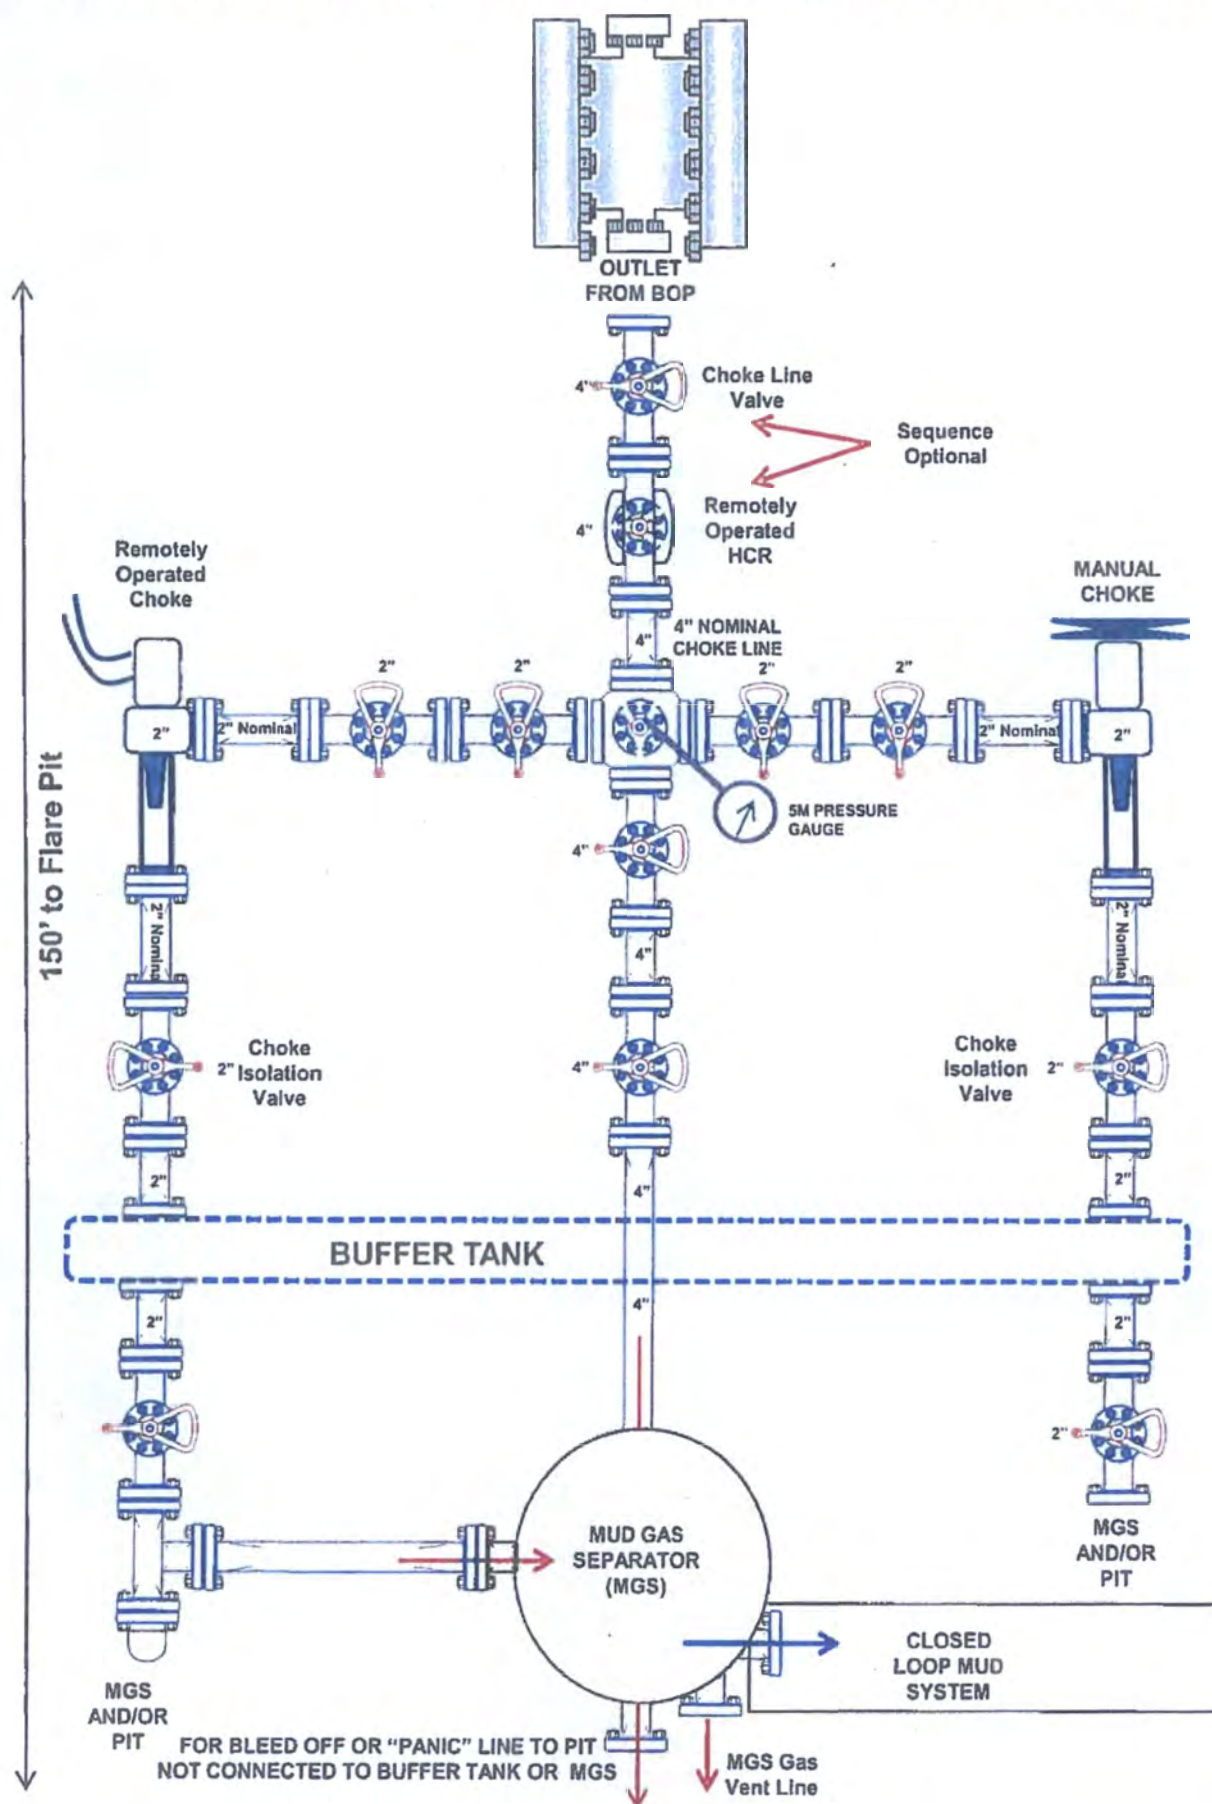 OUTLET
FROM BOP
4"
Choke Line
Valve
Sequence
Optional
4"
Remotely
Operated
HCR
Remotely
Operated
Choke
MANUAL
CHOKE
4"
4" NOMINAL
CHOKE LINE
2"
2"
2"
2"
2"
2" Nominal
2" Nominal
2"
5M PRESSURE
GAUGE
4"
150' to Flare Pit
2" Nominal
4"
2" Nominal
2"
Choke
Isolation
Valve
4"
Choke
Isolation
Valve
2"
2"
4"
2"
BUFFER TANK
2"
4"
2"
2"
MUD GAS
SEPARATOR
(MGS)
MGS
AND/OR
PIT
CLOSED
LOOP MUD
SYSTEM
MGS
AND/OR
PIT
FOR BLEED OFF OR "PANIC" LINE TO PIT
NOT CONNECTED TO BUFFER TANK OR MGS
MGS Gas
Vent Line